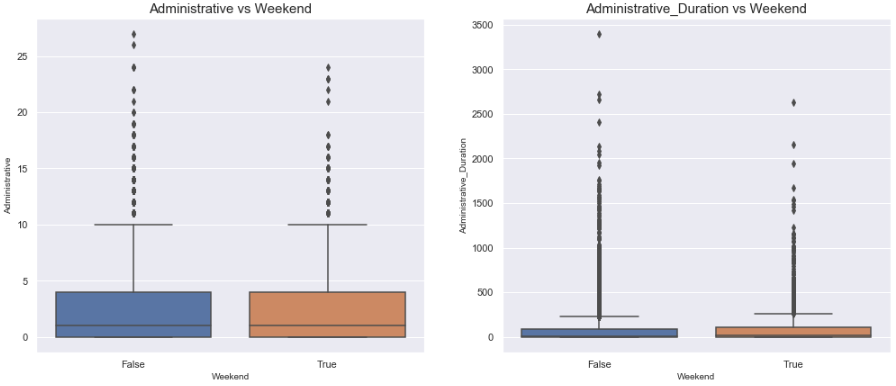 Administrative vs Weekend
Administrative
25
20
15
10
5
0
False
True
Weekend
Administrative_Duration vs Weekend
Administrative_Duration
3500
3000
2500
2000
1500
1000
500
0
False
True
Weekend